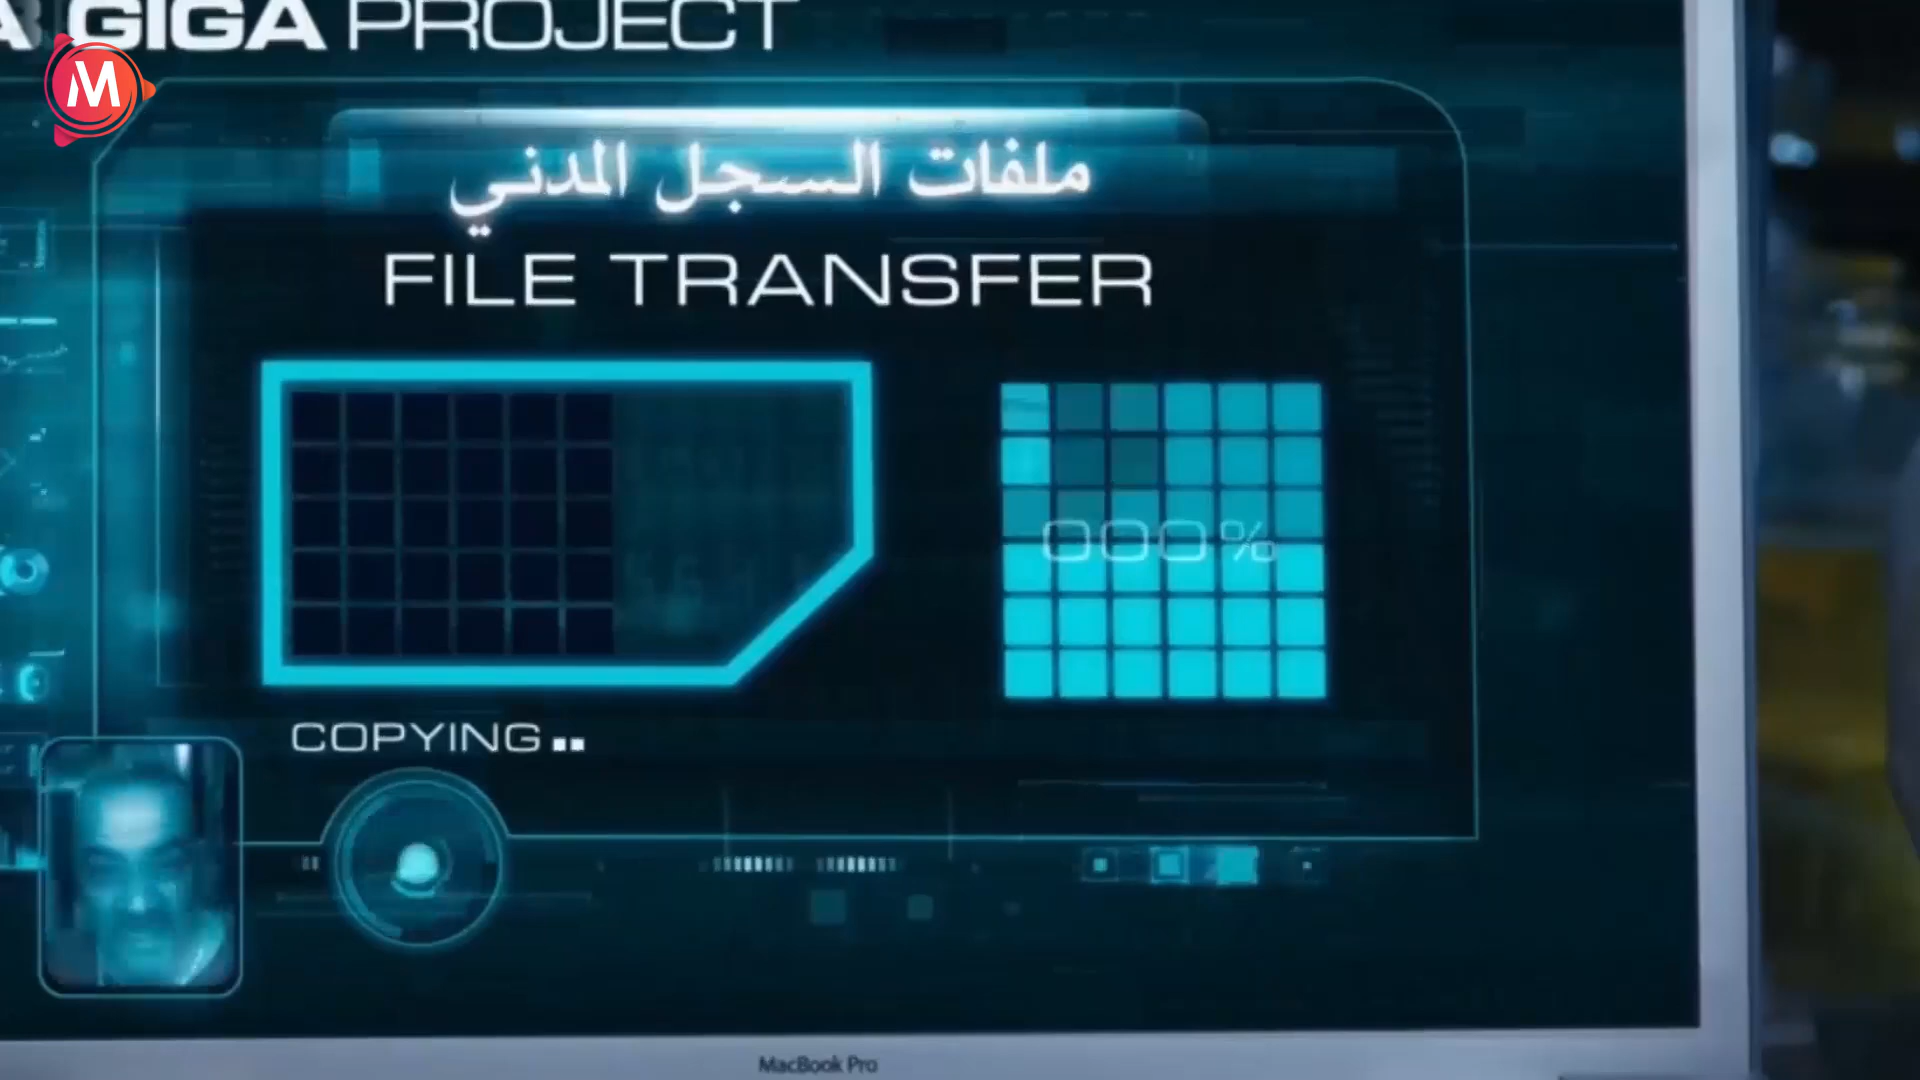 A GIGA PROJECT
M
ملفات السجل المدني
FILE TRANSFER
000%
COPYING..
MacBook Pro